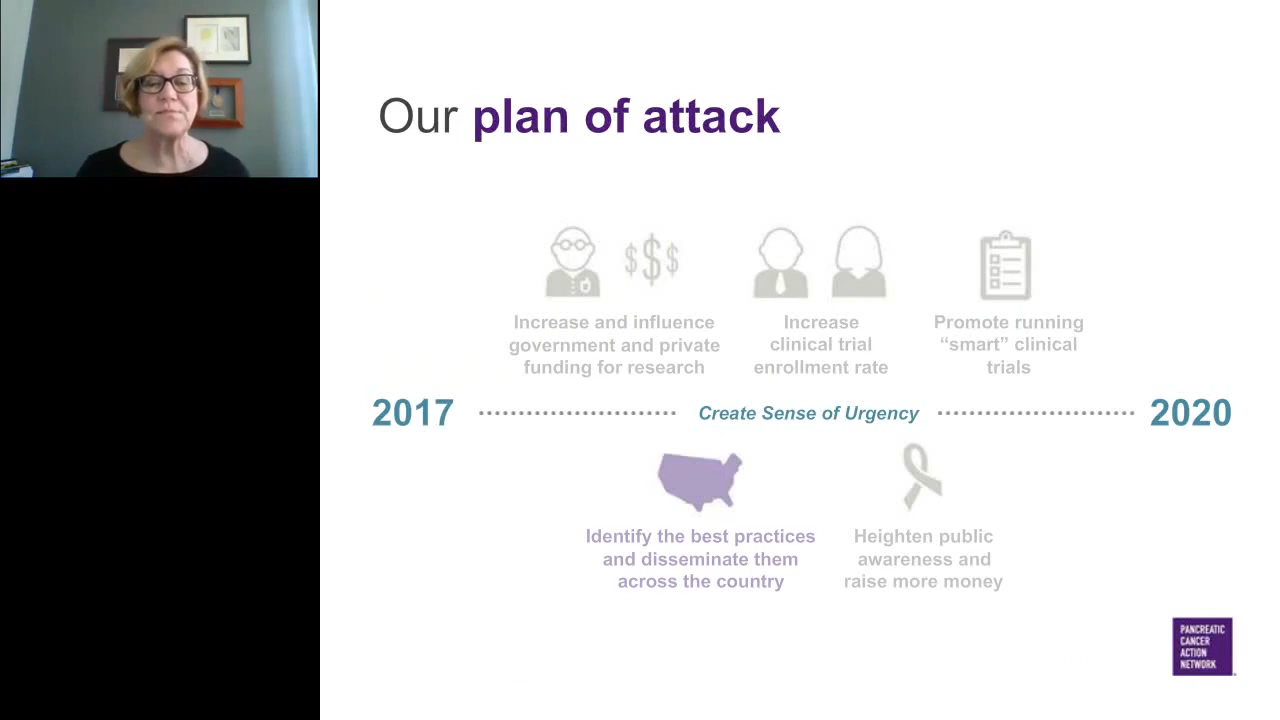 Our plan of attack
$$$
Increase and influence
government and private
funding for research
Increase
clinical trial
enrollment rate
Promote running
“smart” clinical
trials
2017
Create Sense of Urgency
2020
Identify the best practices
and disseminate them
across the country
Heighten public
awareness and
raise more money
PANCREATIC
CANCER
ACTION
NETWORK